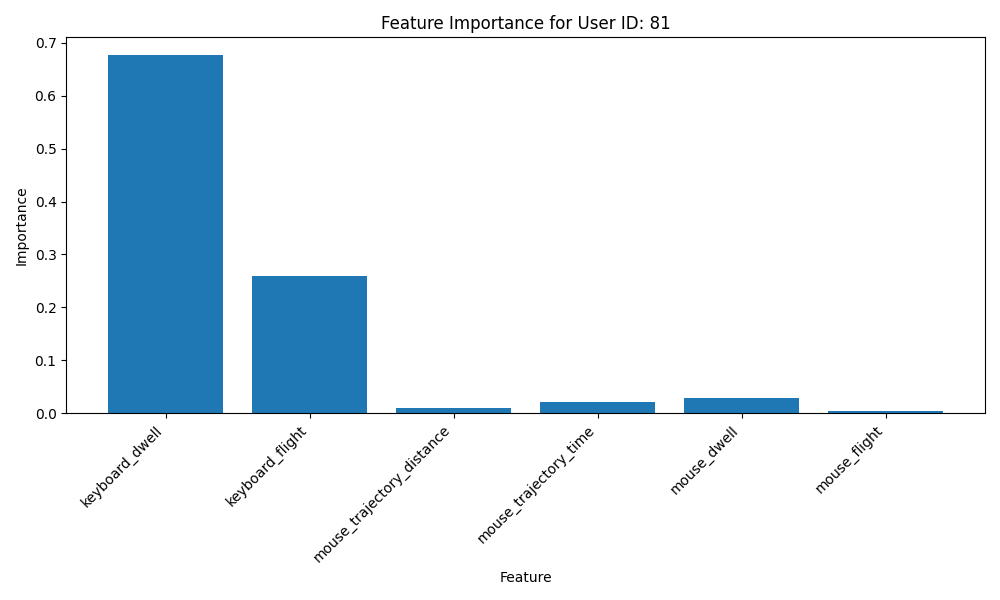 Feature Importance for User ID: 81
0.7
0.6
0.5
0.4
0.3
0.2
0.1
0.0
Importance
keyboard_dwell
keyboard_flight
mouse_trajectory_distance
mouse_trajectory_time
mouse_dwell
mouse_flight
Feature